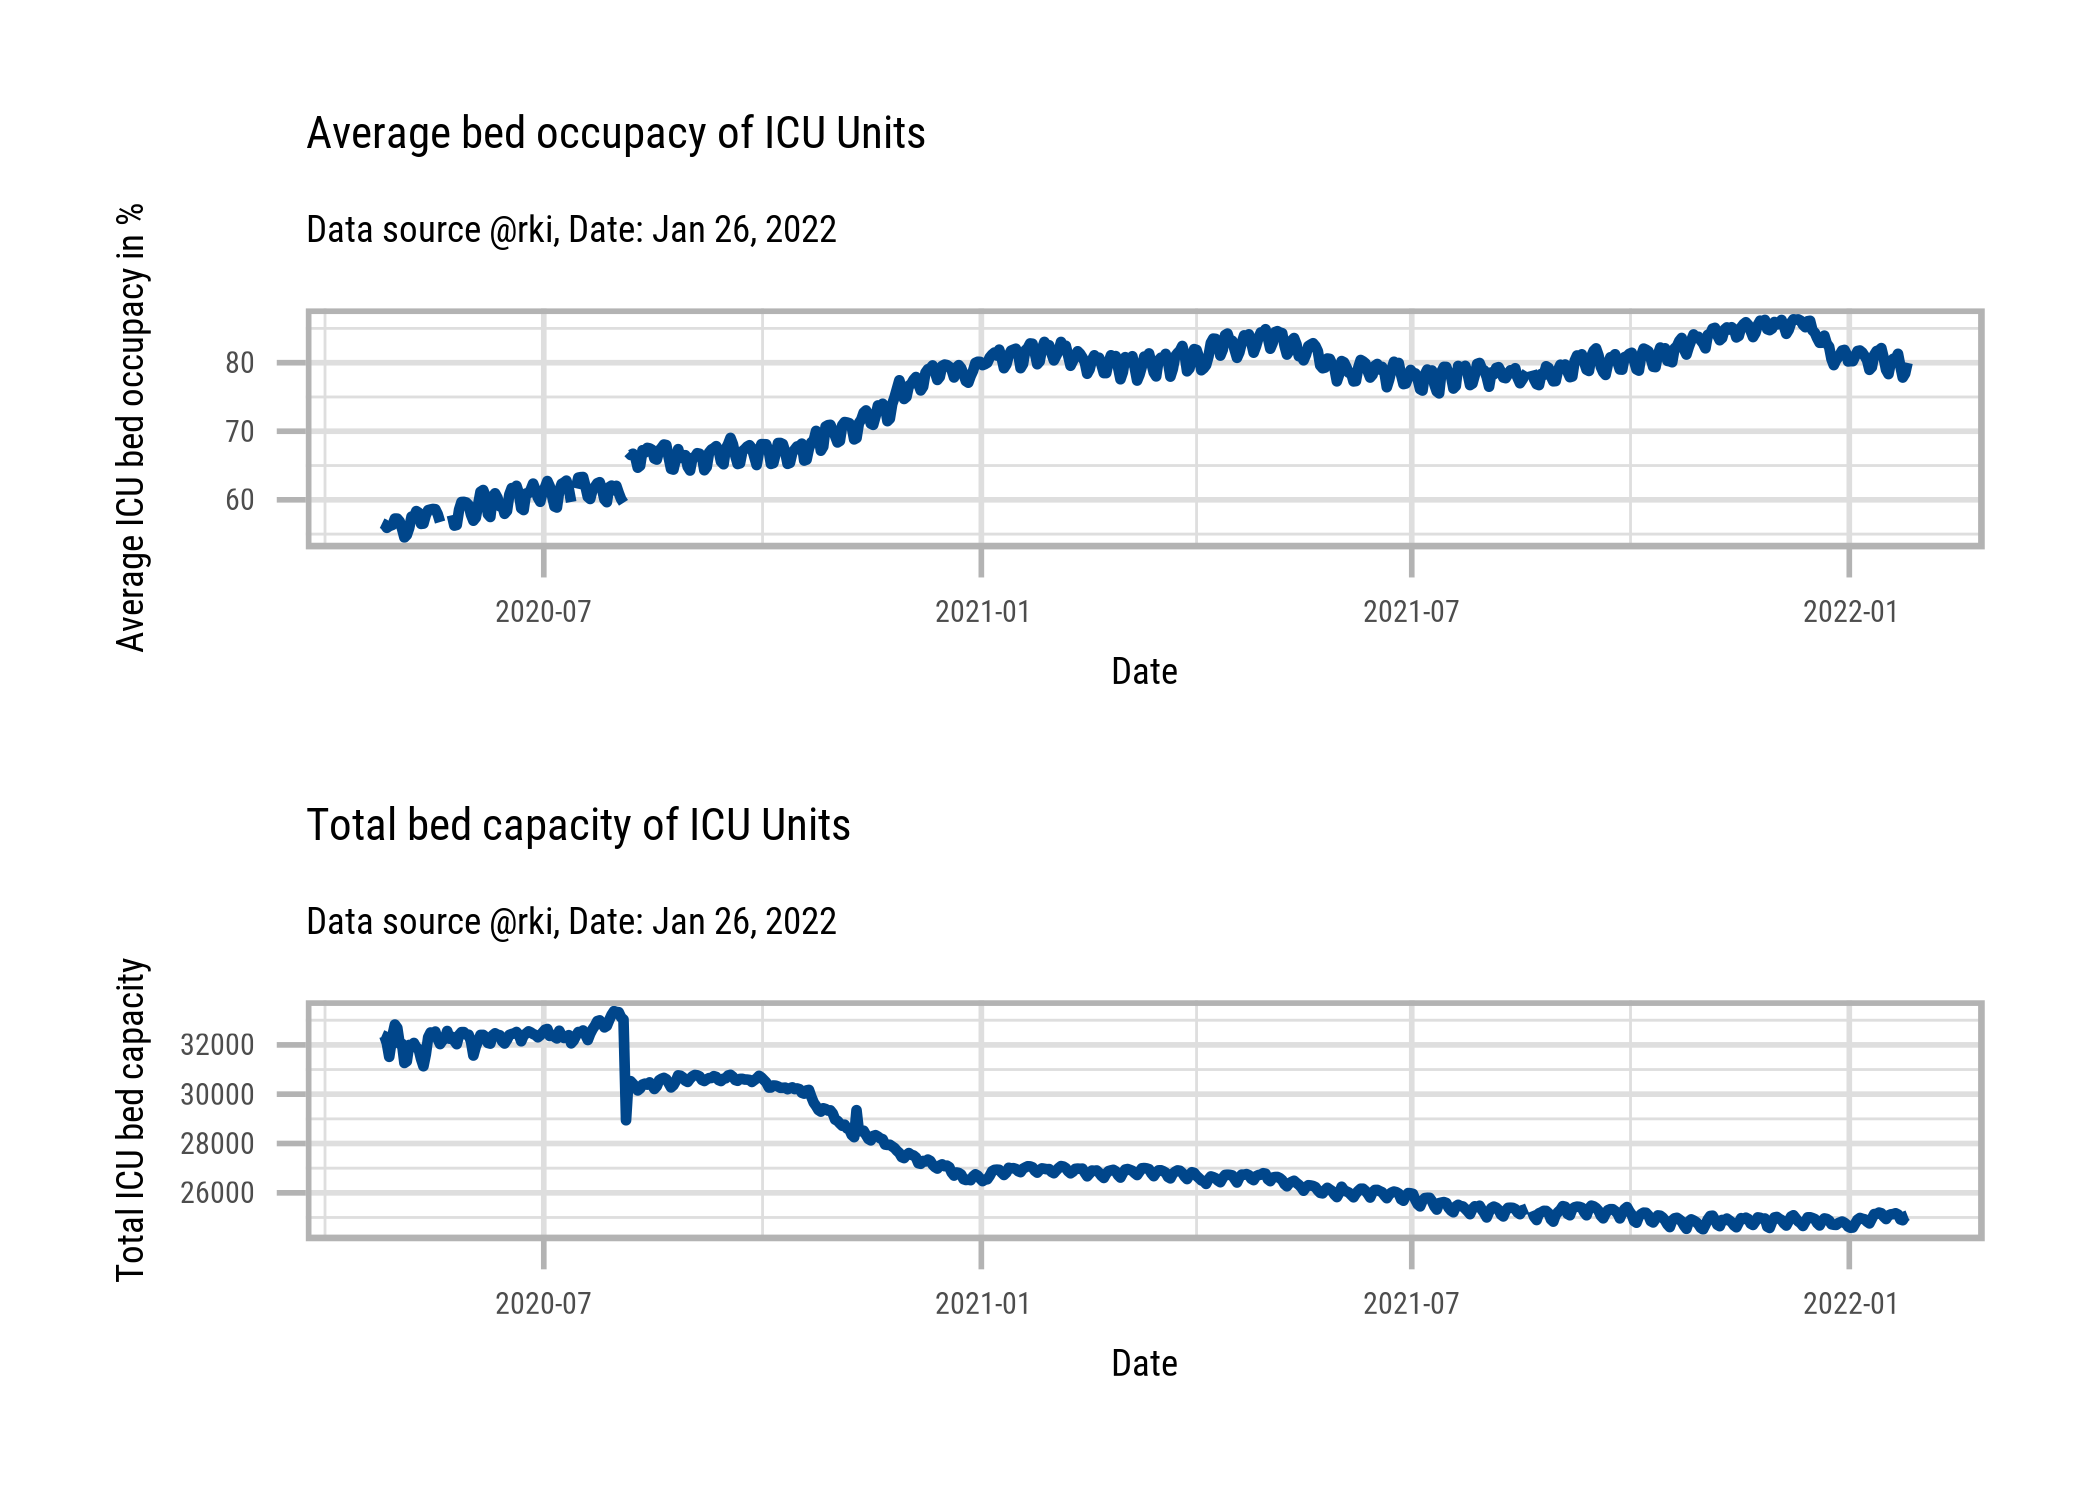 Average bed occupacy of ICU Units
Data source @rki, Date: Jan 26, 2022
Average ICU bed occupacy in %
80
70
60
2020-07
2021-01
2021-07
2022-01
Date
Total bed capacity of ICU Units
Data source @rki, Date: Jan 26, 2022
Total ICU bed capacity
32000
30000
28000
26000
2020-07
2021-01
2021-07
2022-01
Date